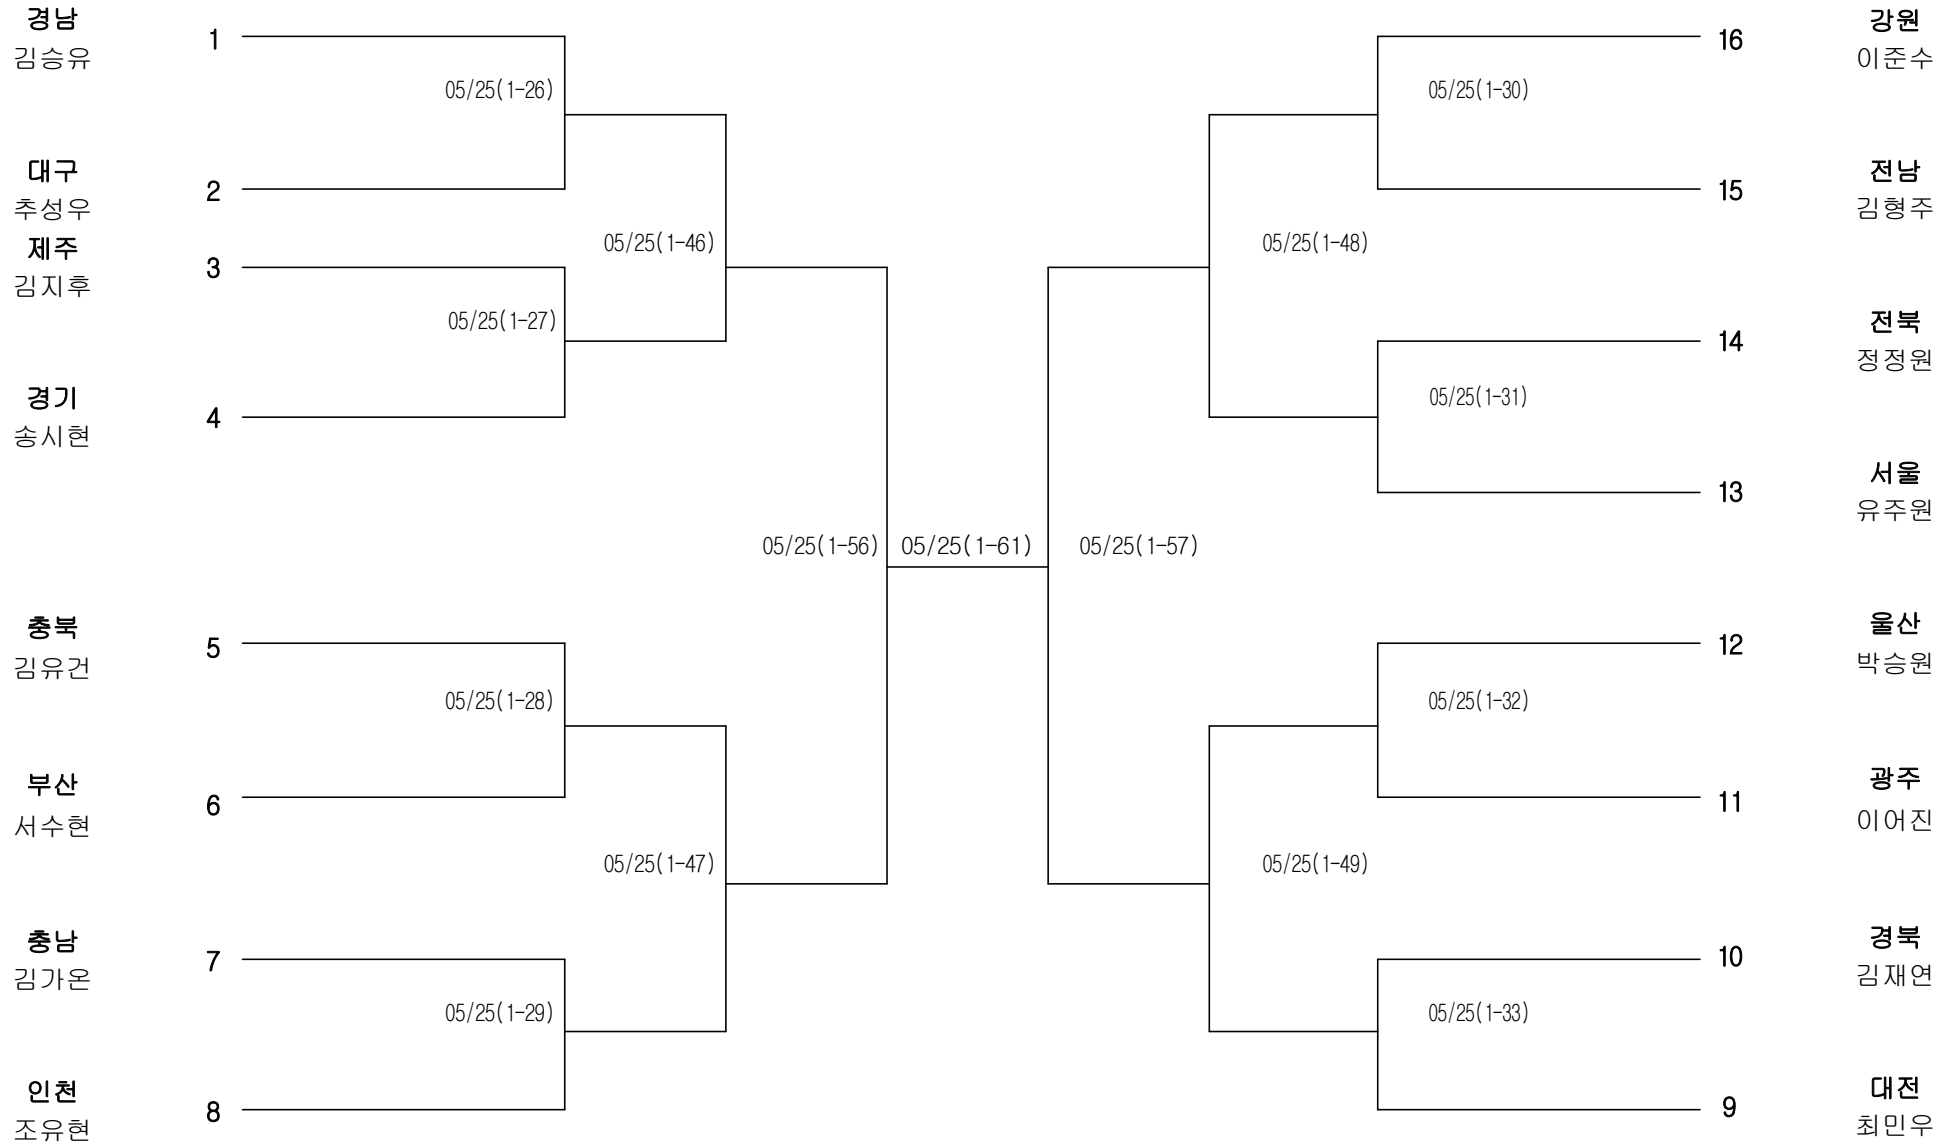 경남
김승유
1
05/25(1-26)
대구
추성우
2
제주
김지후
3
05/25(1-46)
05/25(1-27)
경기
송시현
4
05/25(1-56)
05/25(1-61)
05/25(1-57)
충북
김유건
5
05/25(1-28)
부산
서수현
6
05/25(1-47)
충남
김가온
7
05/25(1-29)
인천
조유현
8
강원
이준수
16
05/25(1-30)
전남
김형주
15
05/25(1-48)
전북
정정원
14
05/25(1-31)
서울
유주원
13
울산
박승원
12
05/25(1-32)
광주
이어진
11
05/25(1-49)
경북
김재연
10
05/25(1-33)
대전
최민우
9